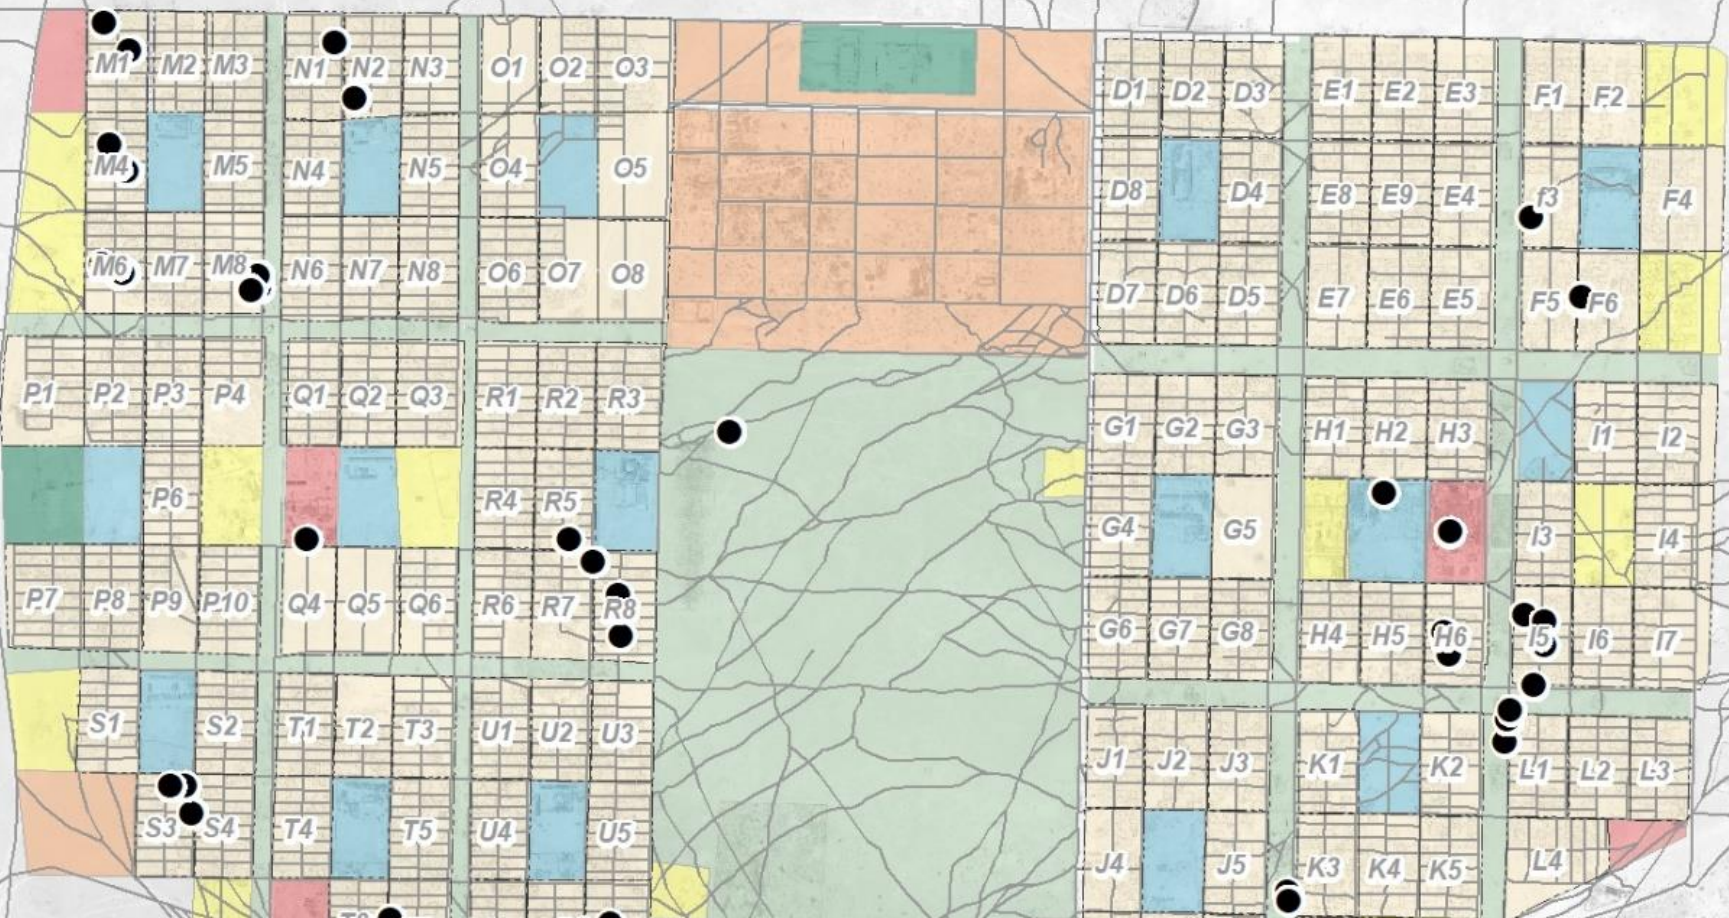 M1 M2 M3 N1 N2 N3 O1 O2 O3 D1 D2 D3 E1 E2 E3 F1 F2
M4 M5 N4 N5 O4 O5 D8 D4 E8 E9 E4 f3 F4
M6 M7 M8 N6 N7 N8 O6 O7 O8 D7 D6 D5 E7 E6 E5 F5 F6
P1 P2 P3 P4 Q1 Q2 Q3 R1 R2 R3 G1 G2 G3 H1 H2 H3 I1 I2
P6 R4 R5 G4 G5 I3 I4
P7 P8 P9 P10 Q4 Q5 Q6 R6 R7 R8 G6 G7 G8 H4 H5 H6 I5 I6 I7
S1 S2 T1 T2 T3 U1 U2 U3 J1 J2 J3 K1 K2 L1 L2 L3
S3 S4 T4 T5 U4 U5 J4 J5 K3 K4 K5 L4